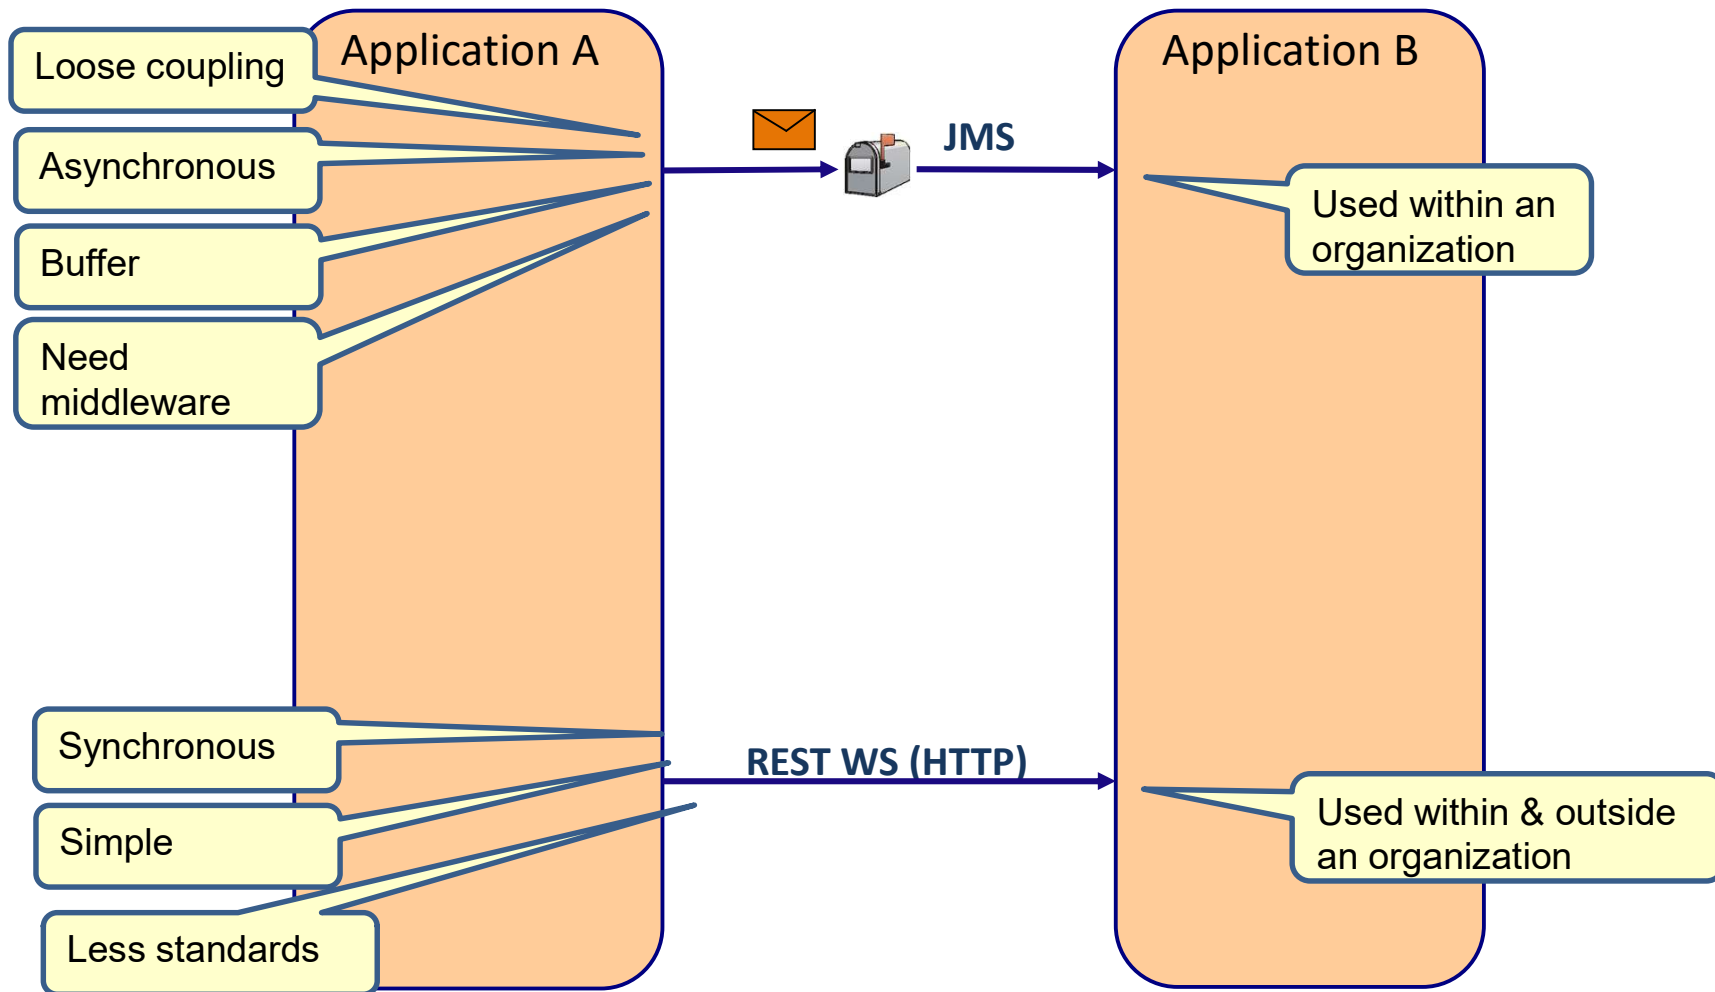 Application A
Application B
Loose coupling
Asynchronous
Buffer
Need
middleware
JMS
Used within an
organization
Synchronous
Simple
Less standards
REST WS (HTTP)
Used within & outside
an organization